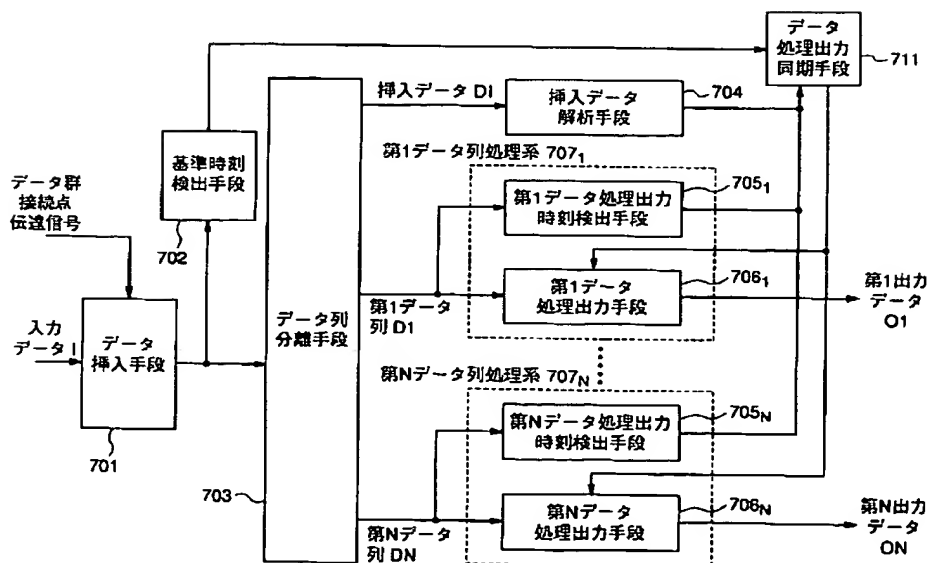 データ
処理出力
同期手段
711
挿入データ DI
挿入データ
解析手段
704
基準時刻
検出手段
702
第1データ列処理系 707₁
データ群
接続点
伝達信号
第1データ処理出力
時刻検出手段
705₁
第1データ
処理出力手段
706₁
第1出力
データ
O1
第1データ
列 D1
データ列
分離手段
703
入力
データ I
データ
挿入手段
701
第Nデータ列処理系 707N
第Nデータ処理出力
時刻検出手段
705N
第Nデータ
処理出力手段
706N
第N出力
データ
ON
第Nデータ
列 DN